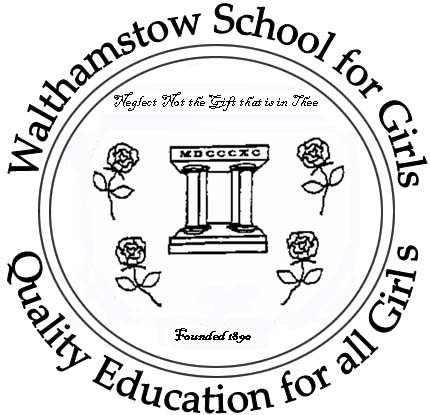 Walthamstow School for Girls
Neglect Not the Gift that is in Thee
MDCCCXC
Founded 1890
Quality Education for all Girls